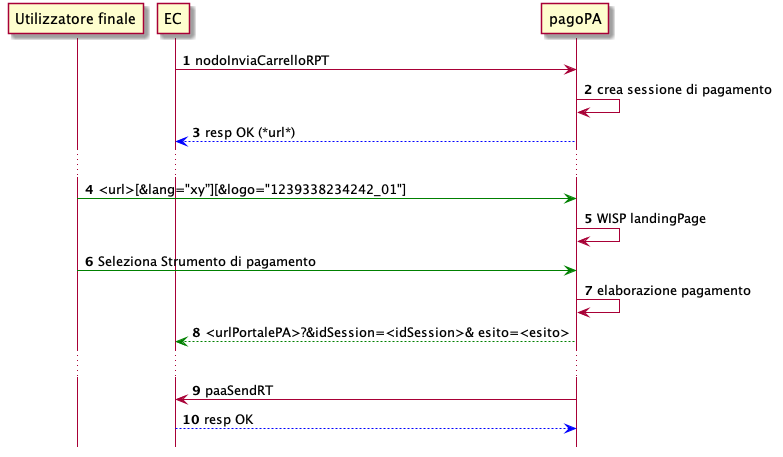 Utilizzatore finale
EC
pagoPA
1 nodoInviaCarrelloRPT
2 crea sessione di pagamento
3 resp OK (*url*)
4 <url>[&lang="xy"][&logo="1239338234242_01"]
5 WISP landingPage
6 Seleziona Strumento di pagamento
7 elaborazione pagamento
8 <urlPortalePA>?&idSession=<idSession>& esito=<esito>
9 paaSendRT
10 resp OK